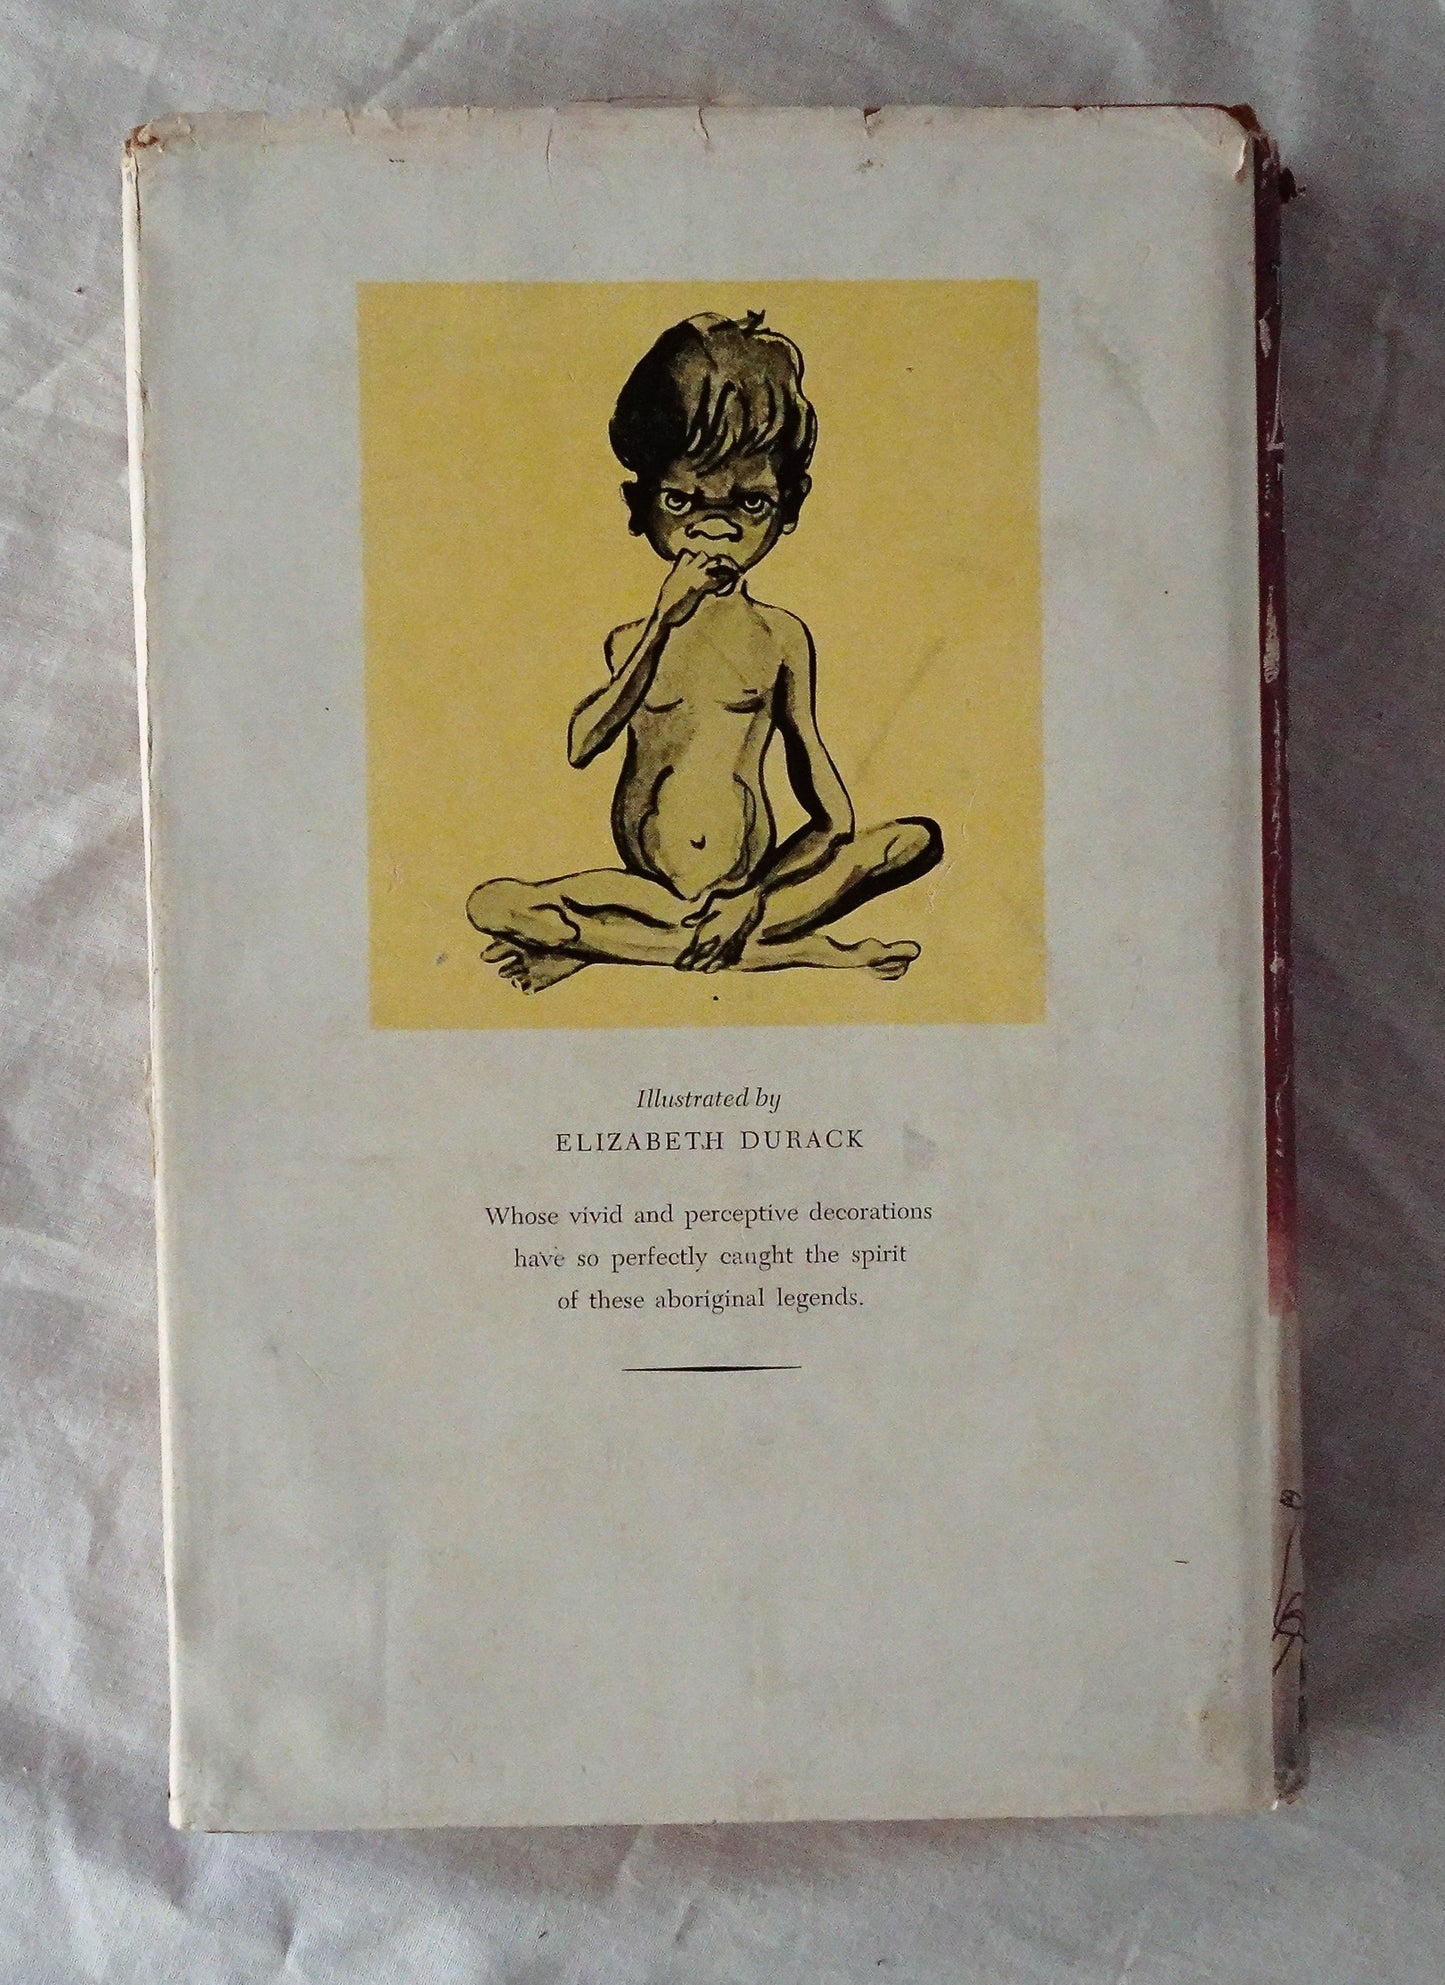 Illustrated by
ELIZABETH DURACK
Whose vivid and perceptive decorations
have so perfectly caught the spirit
of these aboriginal legends.